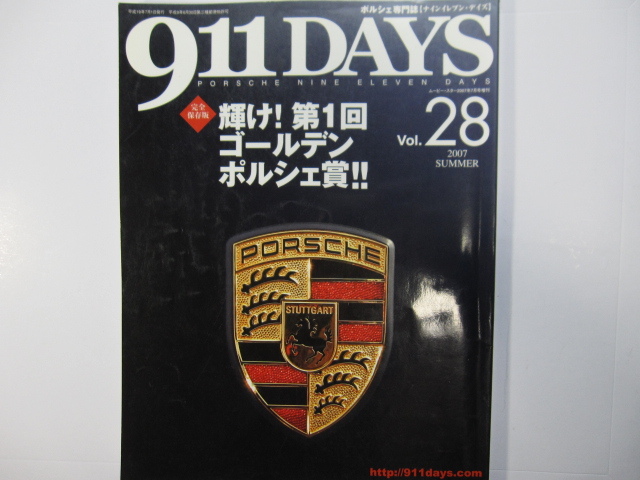 ポルシェ専門誌【ナインイレブン・デイズ】
911DAYS
PORSCHE NINE ELEVEN DAYS
完全
保存版
輝け！第1回
ゴールデン
ポルシェ賞!!
Vol. 28
2007
SUMMER
PORSCHE
STUTTGART
http://911days.com